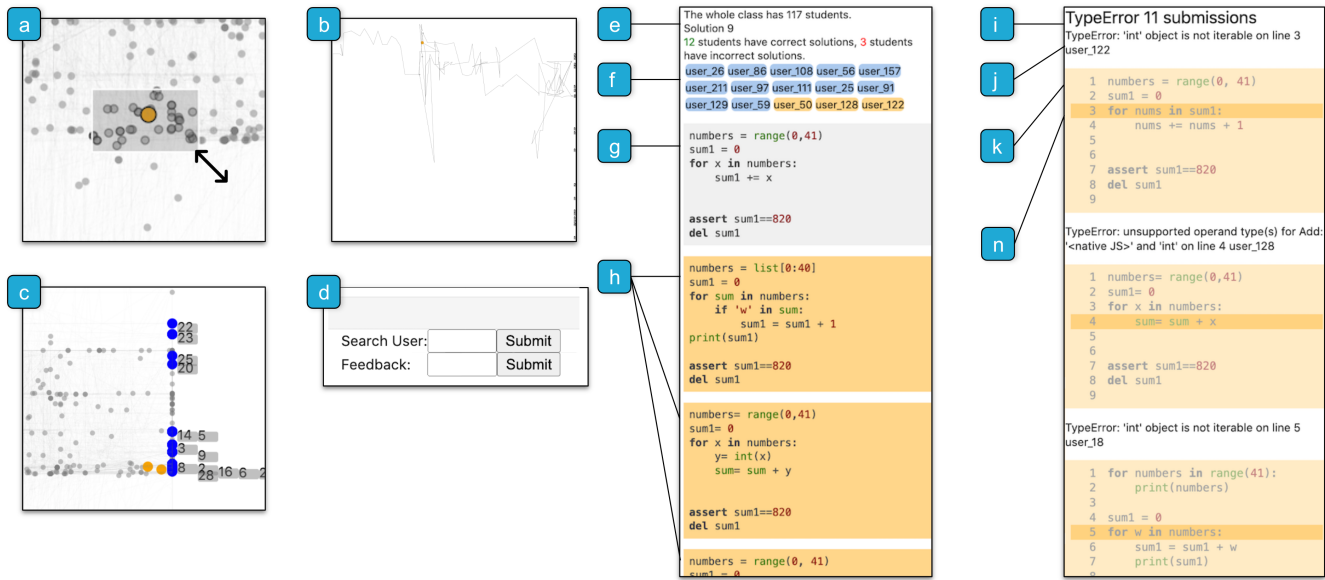 a
b
c
22
23
25
20
14 5
3
9
8 2 16 6 2
28
d
Search User: Submit
Feedback: Submit
e
f
g
h
The whole class has 117 students.
Solution 9
12 students have correct solutions, 3 students
have incorrect solutions.
user_26 user_86 user_108 user_56 user_157
user_211 user_97 user_111 user_25 user_91
user_129 user_59 user_50 user_128 user_122
numbers = range(0,41)
sum1 = 0
for x in numbers:
    sum1 += x
assert sum1==820
del sum1
numbers = list[0:40]
sum1 = 0
for sum in numbers:
    if 'w' in sum:
        sum1 = sum1 + 1
print(sum1)
assert sum1==820
del sum1
numbers= range(0,41)
sum1= 0
for x in numbers:
    y= int(x)
    sum= sum + y
assert sum1==820
del sum1
numbers = range(0, 41)
sum1 = 0
i
j
k
n
TypeError 11 submissions
TypeError: 'int' object is not iterable on line 3
user_122
1 numbers = range(0, 41)
2 sum1 = 0
3 for nums in sum1:
4     nums += nums + 1
5
6
7 assert sum1==820
8 del sum1
9
TypeError: unsupported operand type(s) for Add:
'<native JS>' and 'int' on line 4 user_128
1 numbers= range(0,41)
2 sum1= 0
3 for x in numbers:
4     sum= sum + x
5
6
7 assert sum1==820
8 del sum1
9
TypeError: 'int' object is not iterable on line 5
user_18
1 for numbers in range(41):
2     print(numbers)
3
4 sum1 = 0
5 for w in numbers:
6     sum1 = sum1 + w
7     print(sum1)